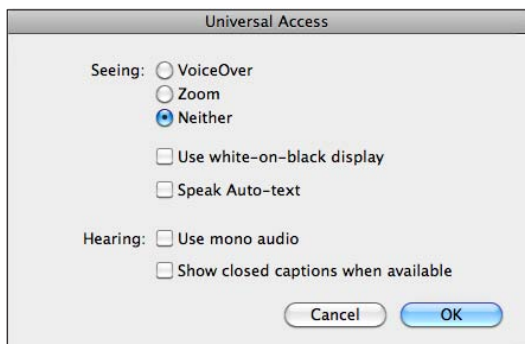 Universal Access
Seeing: VoiceOver
Zoom
Neither
Use white-on-black display
Speak Auto-text
Hearing: Use mono audio
Show closed captions when available
Cancel OK